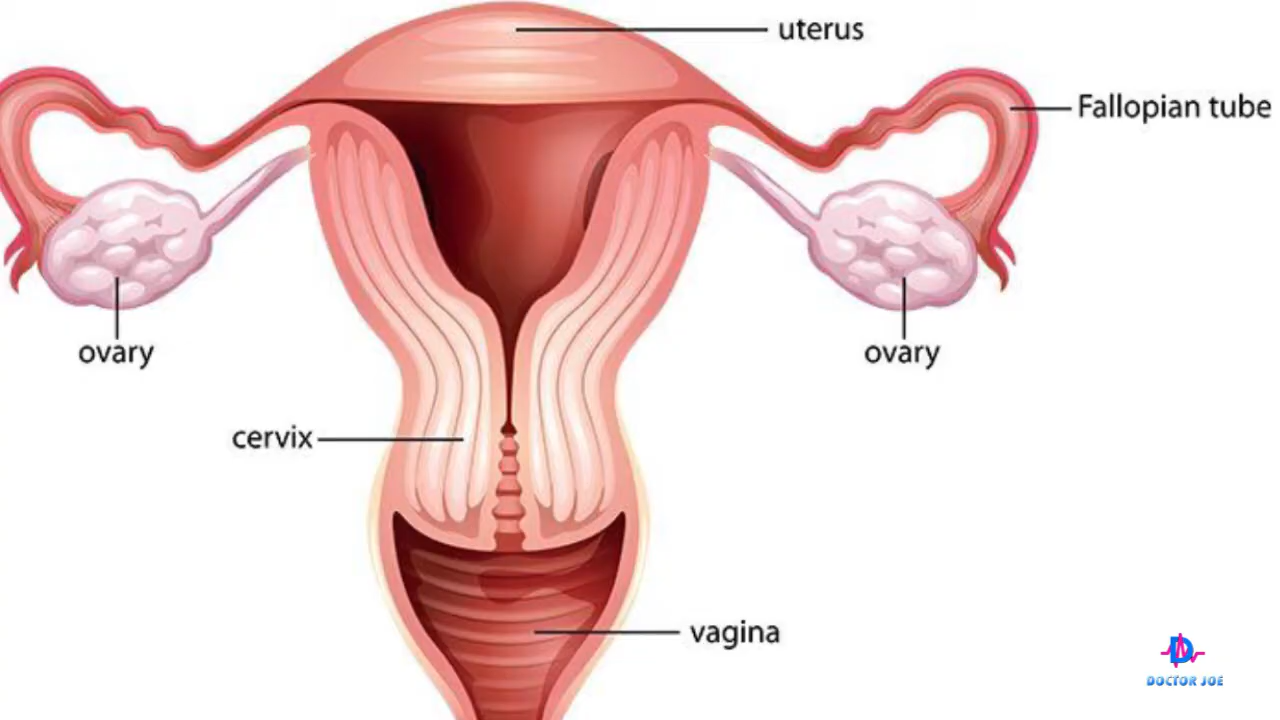 uterus
Fallopian tube
ovary
ovary
cervix
vagina
DOCTOR JOE